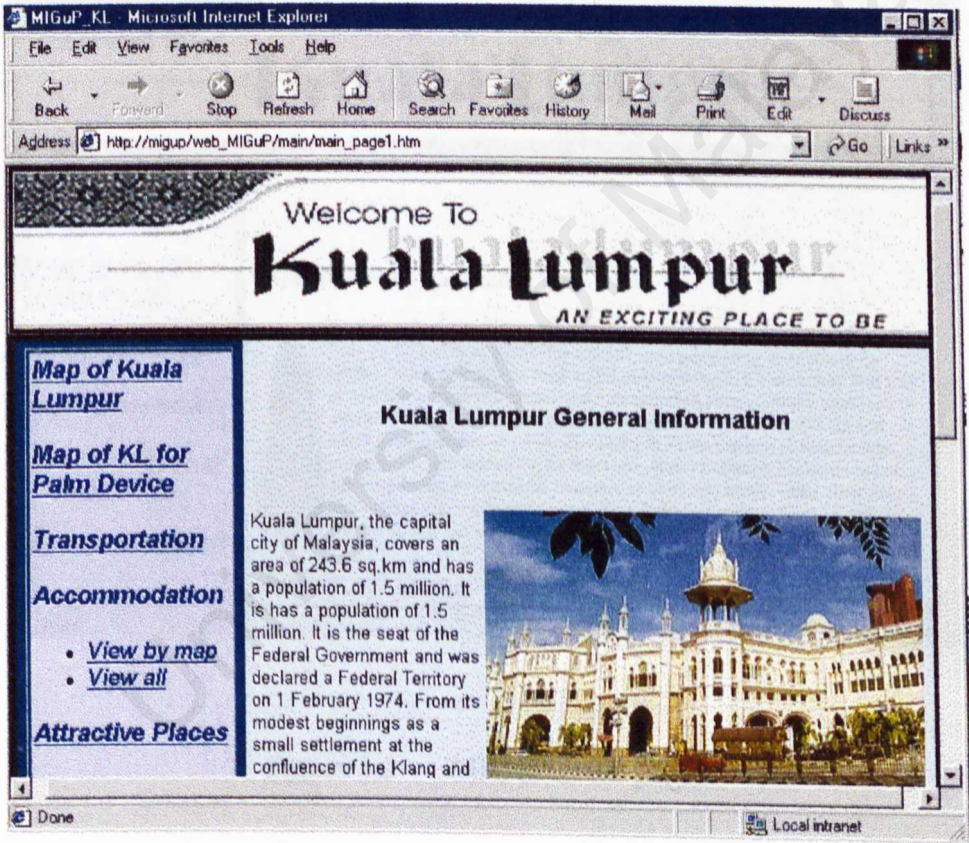 MIGuP_KL - Microsoft Internet Explorer
File Edit View Favorites Tools Help
Back Forward Stop Refresh Home Search Favorites History Mail Print Edit Discuss
Address http://migup/web_MIGuP/main/main_page1.htm Go Links »
Welcome To
kualalumpur
Kuala Lumpur
AN EXCITING PLACE TO BE
Map of Kuala
Lumpur
Map of KL for
Palm Device
Transportation
Accommodation
• View by map
• View all
Attractive Places
Kuala Lumpur General Information
Kuala Lumpur, the capital
city of Malaysia, covers an
area of 243.6 sq.km and has
a population of 1.5 million. It
is has a population of 1.5
million. It is the seat of the
Federal Government and was
declared a Federal Territory
on 1 February 1974. From its
modest beginnings as a
small settlement at the
confluence of the Klang and
Done
Local intranet